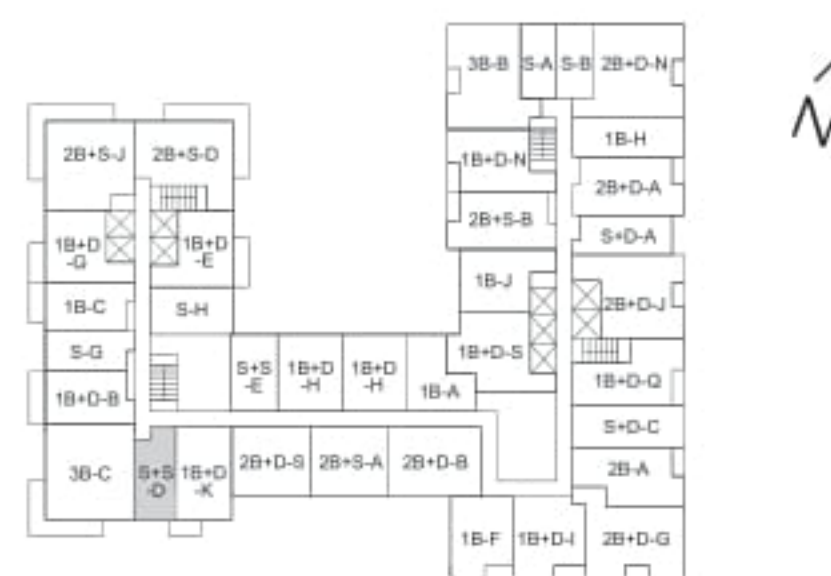 3B-B
S-A
S-B
2B+D-N
1B-H
1B+D-N
2B+D-A
2B+S-B
S+D-A
1B-J
2B+D-J
1B+D-S
1B+D-Q
S+D-C
2B-A
2B+D-G
1B+D-I
1B-F
2B+S-J
2B+S-D
1B+D
-G
1B+D
-E
1B-C
S-H
S-G
1B+D-B
S+S
-E
1B+D
-H
1B+D
-H
1B-A
3B-C
S+S
-D
1B+D
-K
2B+D-S
2B+S-A
2B+D-B
N